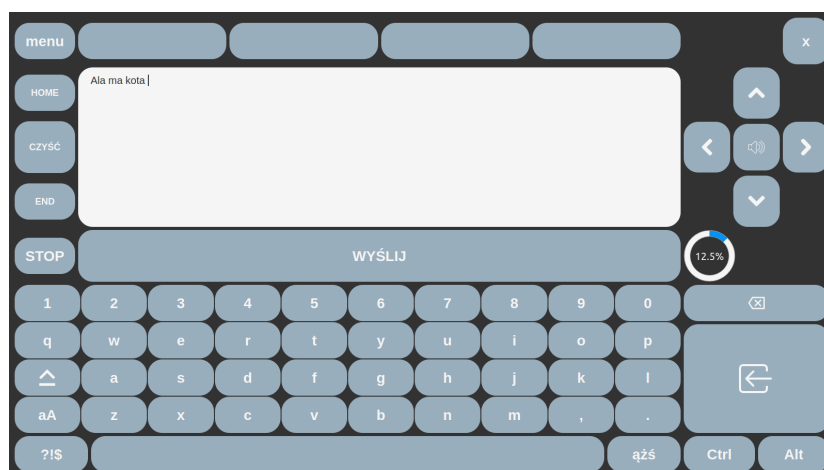 menu
x
HOME
Ala ma kota
CZYŚĆ
END
STOP
WYŚLIJ
12.5%
1 2 3 4 5 6 7 8 9 0
q w e r t y u i o p
a s d f g h j k l
aA z x c v b n m , .
?!$ ążś Ctrl Alt